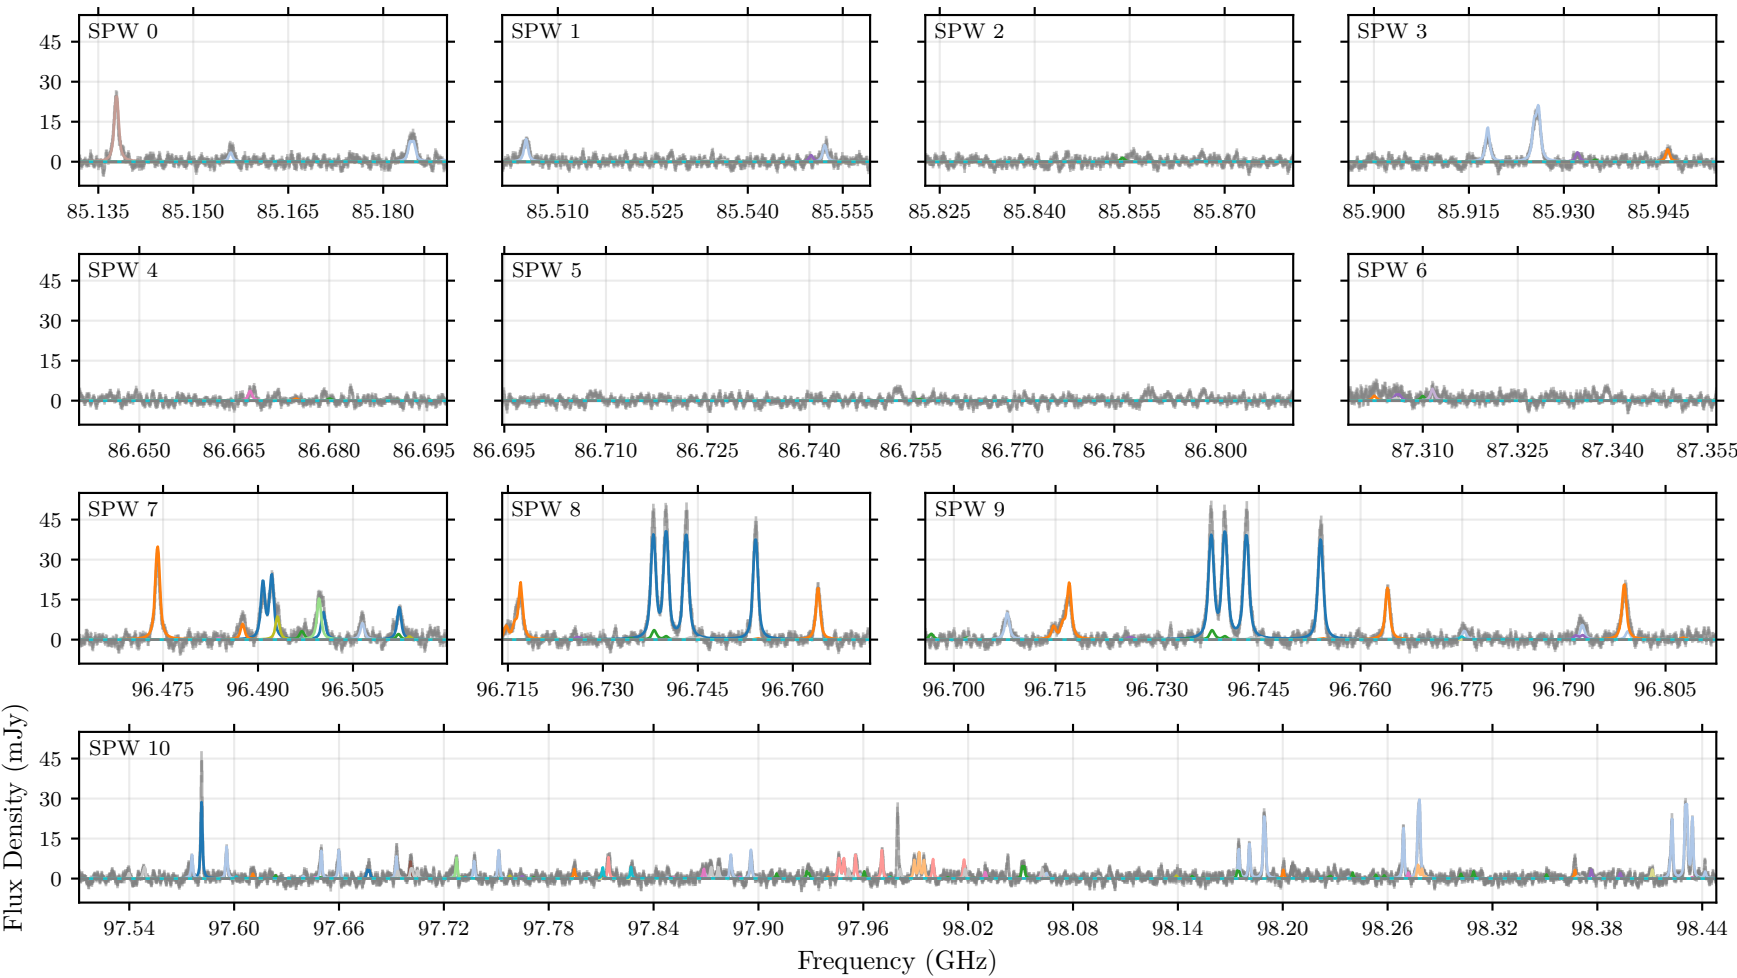 SPW 0 SPW 1 SPW 2 SPW 3
45
30
15
0
85.135 85.150 85.165 85.180 85.510 85.525 85.540 85.555 85.825 85.840 85.855 85.870 85.900 85.915 85.930 85.945
SPW 4 SPW 5 SPW 6
45
30
15
0
86.650 86.665 86.680 86.695 86.695 86.710 86.725 86.740 86.755 86.770 86.785 86.800 87.310 87.325 87.340 87.355
SPW 7 SPW 8 SPW 9
45
30
15
0
96.475 96.490 96.505 96.715 96.730 96.745 96.760 96.700 96.715 96.730 96.745 96.760 96.775 96.790 96.805
SPW 10
45
30
15
0
97.54 97.60 97.66 97.72 97.78 97.84 97.90 97.96 98.02 98.08 98.14 98.20 98.26 98.32 98.38 98.44
Flux Density (mJy)
Frequency (GHz)